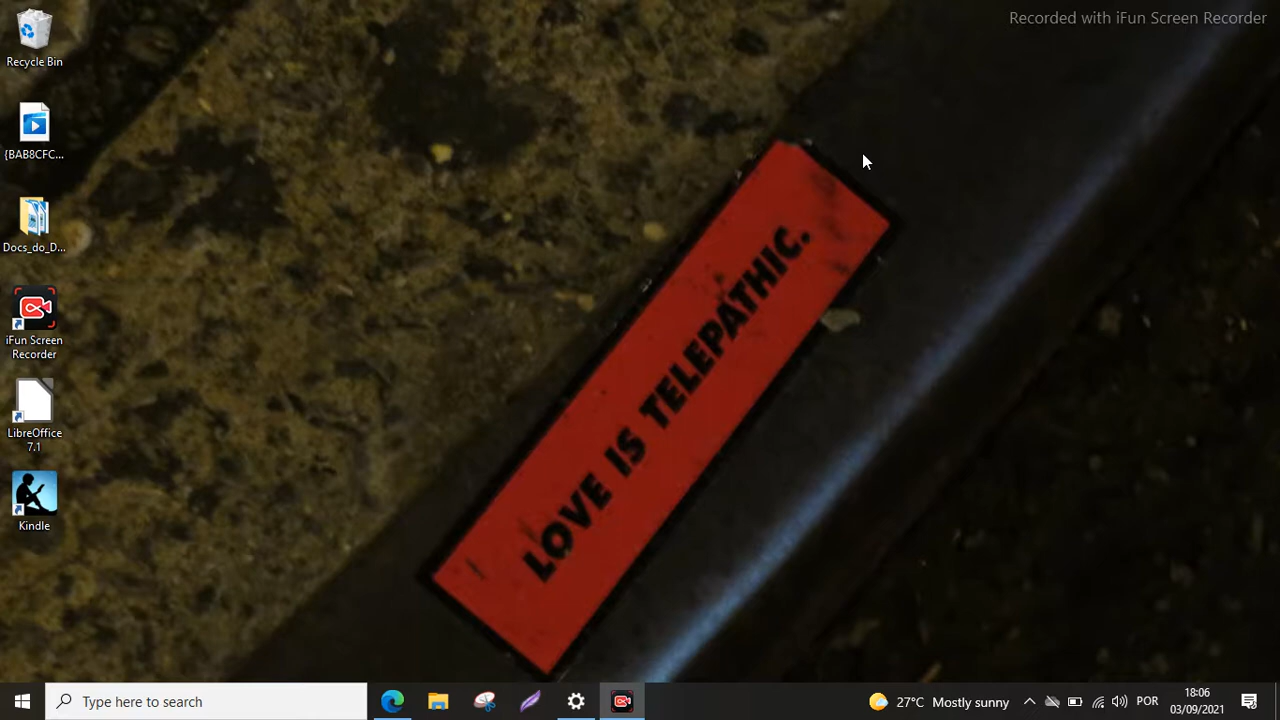 Recorded with iFun Screen Recorder
Recycle Bin
{BAB8CFC...
Docs_do_D...
iFun Screen
Recorder
LibreOffice
7.1
Kindle
LOVE IS TELEPATHIC.
Type here to search
27°C Mostly sunny
POR
18:06
03/09/2021